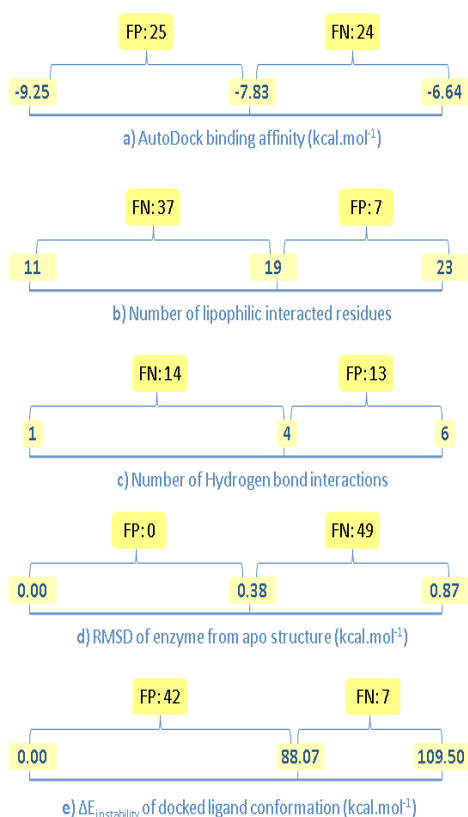 FP: 25 FN: 24
-9.25 -7.83 -6.64
a) AutoDock binding affinity (kcal.mol-1)
FN: 37 FP: 7
11 19 23
b) Number of lipophilic interacted residues
FN: 14 FP: 13
1 4 6
c) Number of Hydrogen bond interactions
FP: 0 FN: 49
0.00 0.38 0.87
d) RMSD of enzyme from apo structure (kcal.mol-1)
FP: 42 FN: 7
0.00 88.07 109.50
e) ΔEinstability of docked ligand conformation (kcal.mol-1)